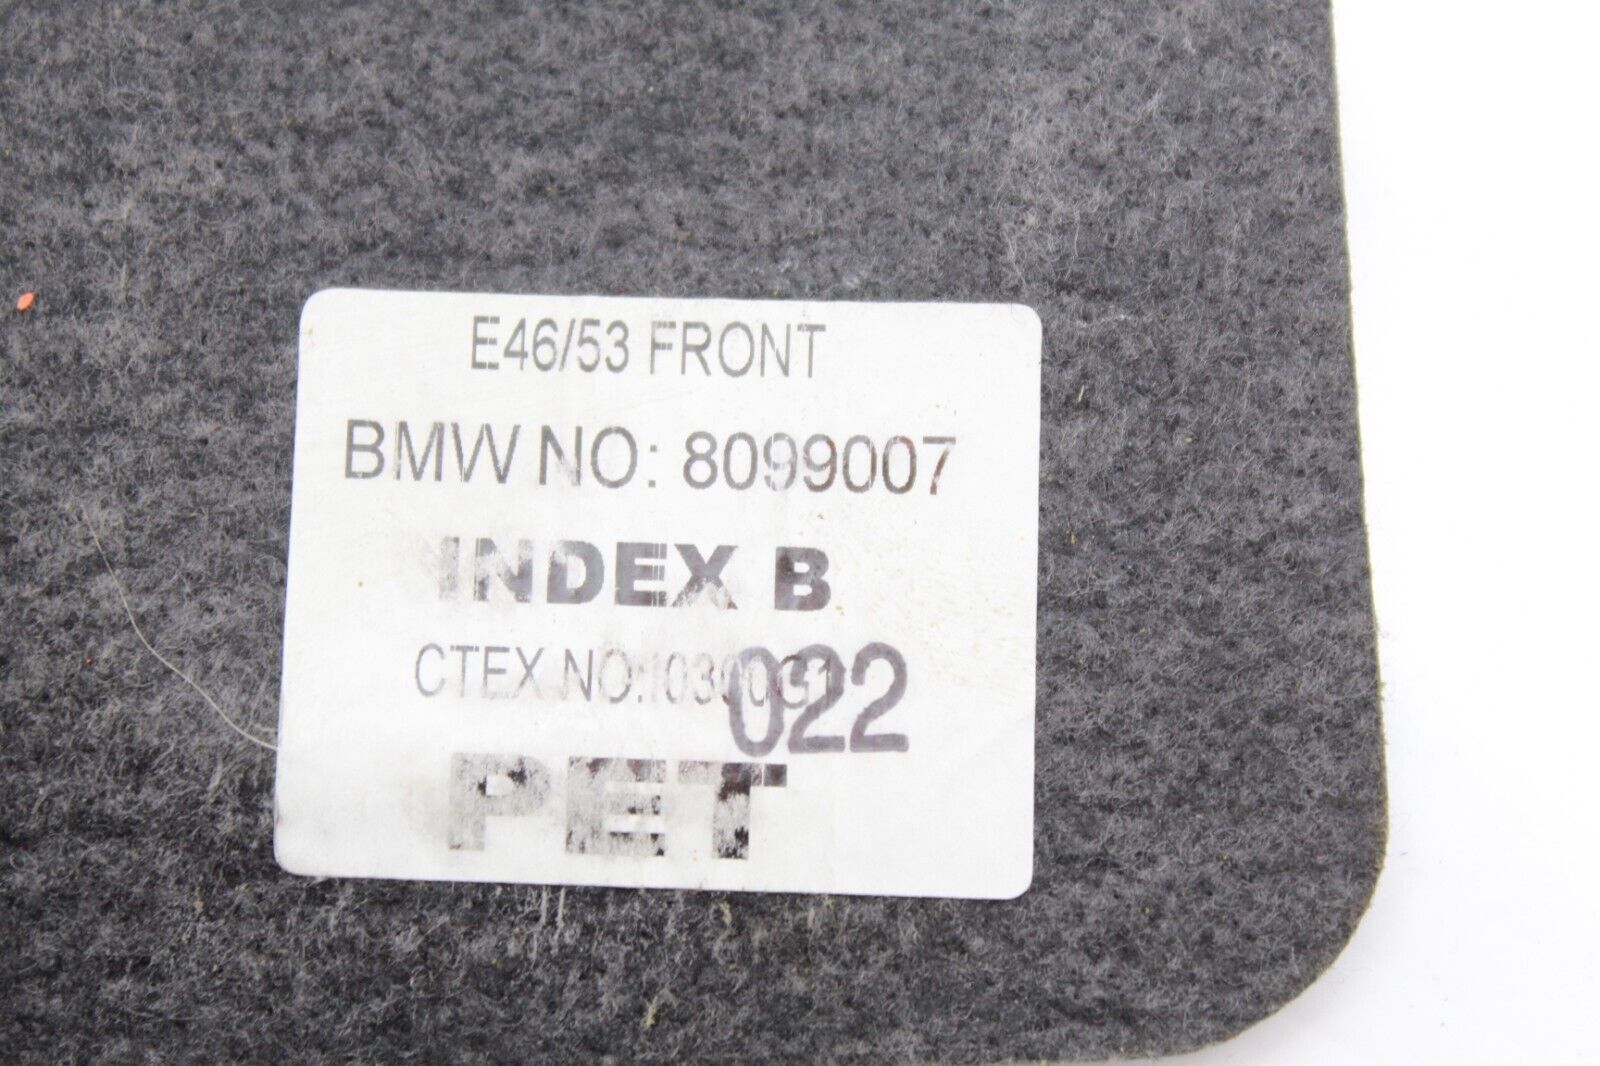 E46/53 FRONT
BMW NO: 8099007
INDEX B
CTEX NO:
022
PET